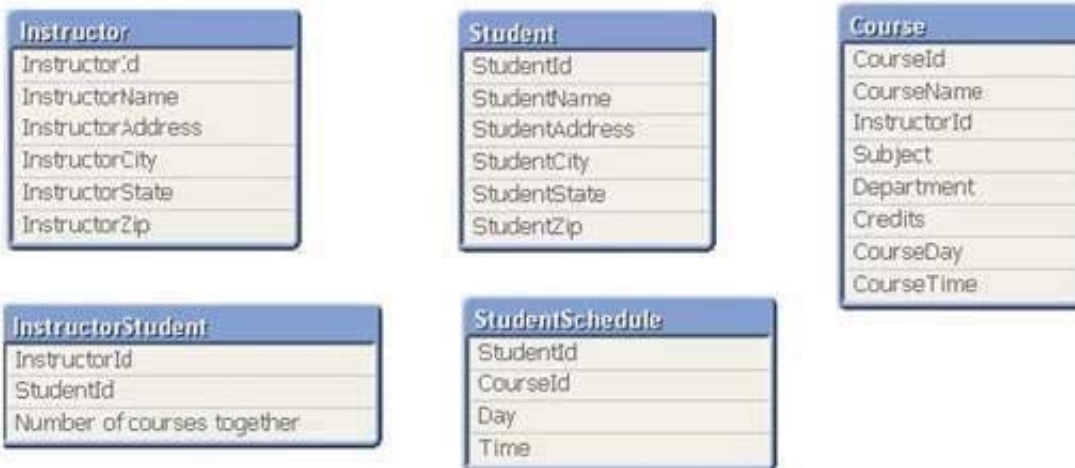 Instructor
InstructorId
InstructorName
InstructorAddress
InstructorCity
InstructorState
InstructorZip
Student
StudentId
StudentName
StudentAddress
StudentCity
StudentState
StudentZip
Course
CourseId
CourseName
InstructorId
Subject
Department
Credits
CourseDay
CourseTime
InstructorStudent
InstructorId
StudentId
Number of courses together
StudentSchedule
StudentId
CourseId
Day
Time